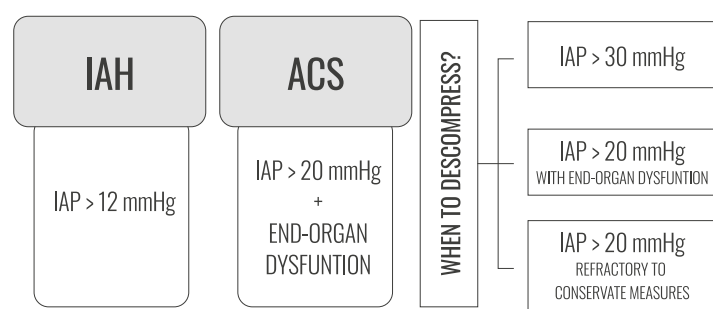 IAH
IAP > 12 mmHg
ACS
IAP > 20 mmHg
+
END-ORGAN
DYSFUNTION
WHEN TO DESCOMPRESS?
IAP > 30 mmHg
IAP > 20 mmHg
WITH END-ORGAN DYSFUNTION
IAP > 20 mmHg
REFRACTORY TO
CONSERVATE MEASURES